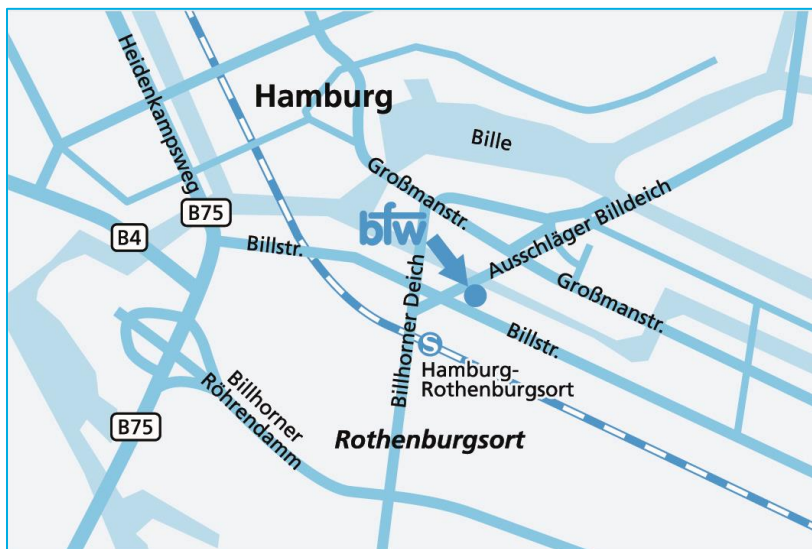 Heidenkampsweg
Hamburg
Bille
Großmanstr.
B75
B4
bfw
Billstr.
Ausschläger Billdeich
Billhorner Deich
Großmanstr.
Billstr.
S
Hamburg-
Rothenburgsort
Billhorner
Röhrendamm
B75
Rothenburgsort